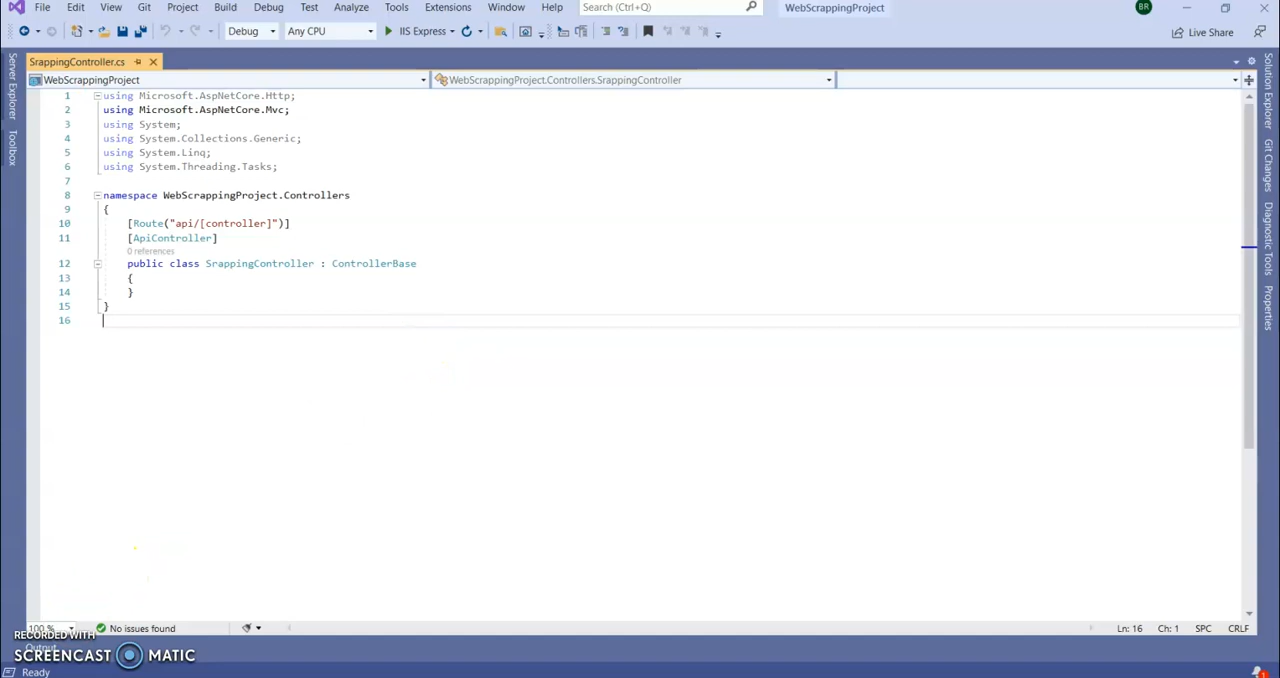 File Edit View Git Project Build Debug Test Analyze Tools Extensions Window Help Search (Ctrl+Q) WebScrappingProject BR
Debug Any CPU IIS Express Live Share
SrappingController.cs
WebScrappingProject WebScrappingProject.Controllers.SrappingController
Server Explorer
Toolbox
Solution Explorer
Git Changes
Diagnostic Tools
Properties
1 using Microsoft.AspNetCore.Http;
2 using Microsoft.AspNetCore.Mvc;
3 using System;
4 using System.Collections.Generic;
5 using System.Linq;
6 using System.Threading.Tasks;
7
8 namespace WebScrappingProject.Controllers
9 {
10 [Route("api/[controller]")]
11 [ApiController]
0 references
12 public class SrappingController : ControllerBase
13 {
14 }
15 }
16
100 % No issues found Ln: 16 Ch: 1 SPC CRLF
RECORDED WITH
Output
SCREENCAST MATIC
Ready 1